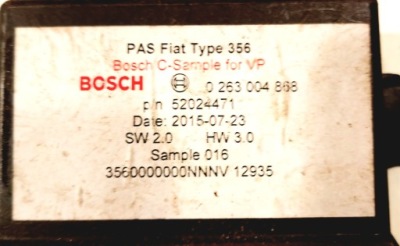 PAS Fiat Type 356
Bosch C-Sample for VP
BOSCH 0 263 004 868
p/n 52024471
Date: 2015-07-23
SW 2.0 HW 3.0
Sample 016
3560000000NNNV 12935